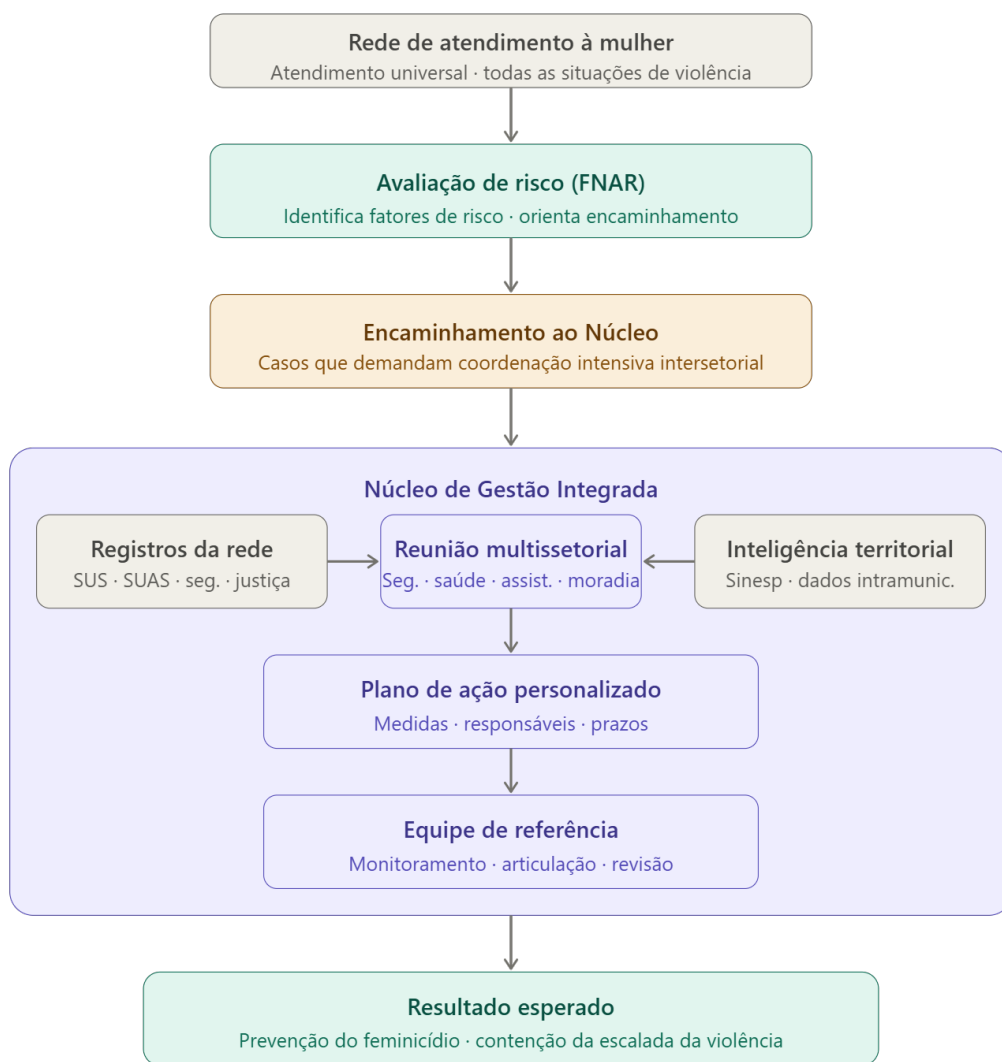 Rede de atendimento à mulher
Atendimento universal · todas as situações de violência
Avaliação de risco (FNAR)
Identifica fatores de risco · orienta encaminhamento
Encaminhamento ao Núcleo
Casos que demandam coordenação intensiva intersetorial
Núcleo de Gestão Integrada
Registros da rede
SUS · SUAS · seg. · justiça
Reunião multissetorial
Seg. · saúde · assist. · moradia
Inteligência territorial
Sinesp · dados intramunic.
Plano de ação personalizado
Medidas · responsáveis · prazos
Equipe de referência
Monitoramento · articulação · revisão
Resultado esperado
Prevenção do feminicídio · contenção da escalada da violência